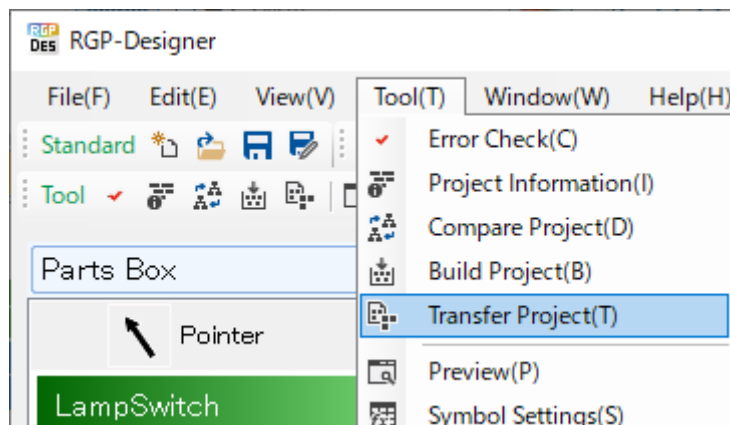 RGP
DES RGP-Designer
File(F) Edit(E) View(V) Tool(T) Window(W) Help(H)
Standard
Error Check(C)
Tool
Project Information(I)
Compare Project(D)
Parts Box
Build Project(B)
Transfer Project(T)
Pointer
Preview(P)
LampSwitch
Symbol Settings(S)